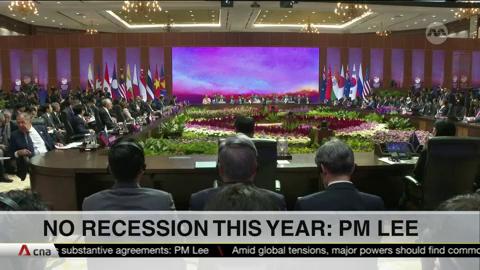 NO RECESSION THIS YEAR: PM LEE
cna
s substantive agreements: PM Lee
Amid global tensions, major powers should find commo